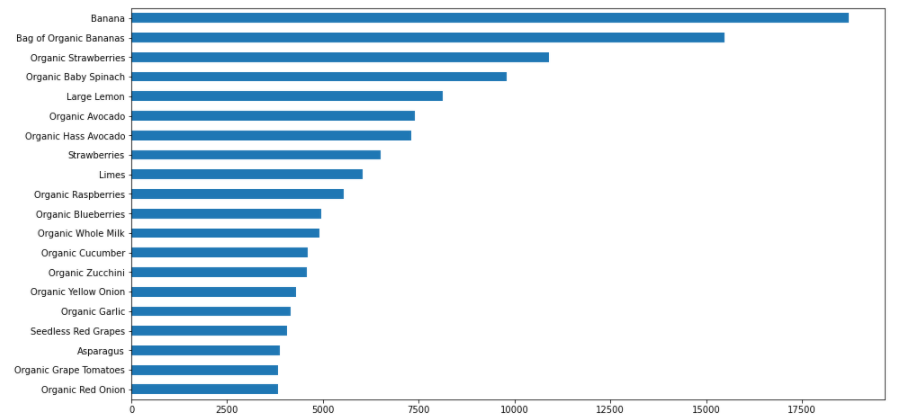 Banana
Bag of Organic Bananas
Organic Strawberries
Organic Baby Spinach
Large Lemon
Organic Avocado
Organic Hass Avocado
Strawberries
Limes
Organic Raspberries
Organic Blueberries
Organic Whole Milk
Organic Cucumber
Organic Zucchini
Organic Yellow Onion
Organic Garlic
Seedless Red Grapes
Asparagus
Organic Grape Tomatoes
Organic Red Onion
0 2500 5000 7500 10000 12500 15000 17500